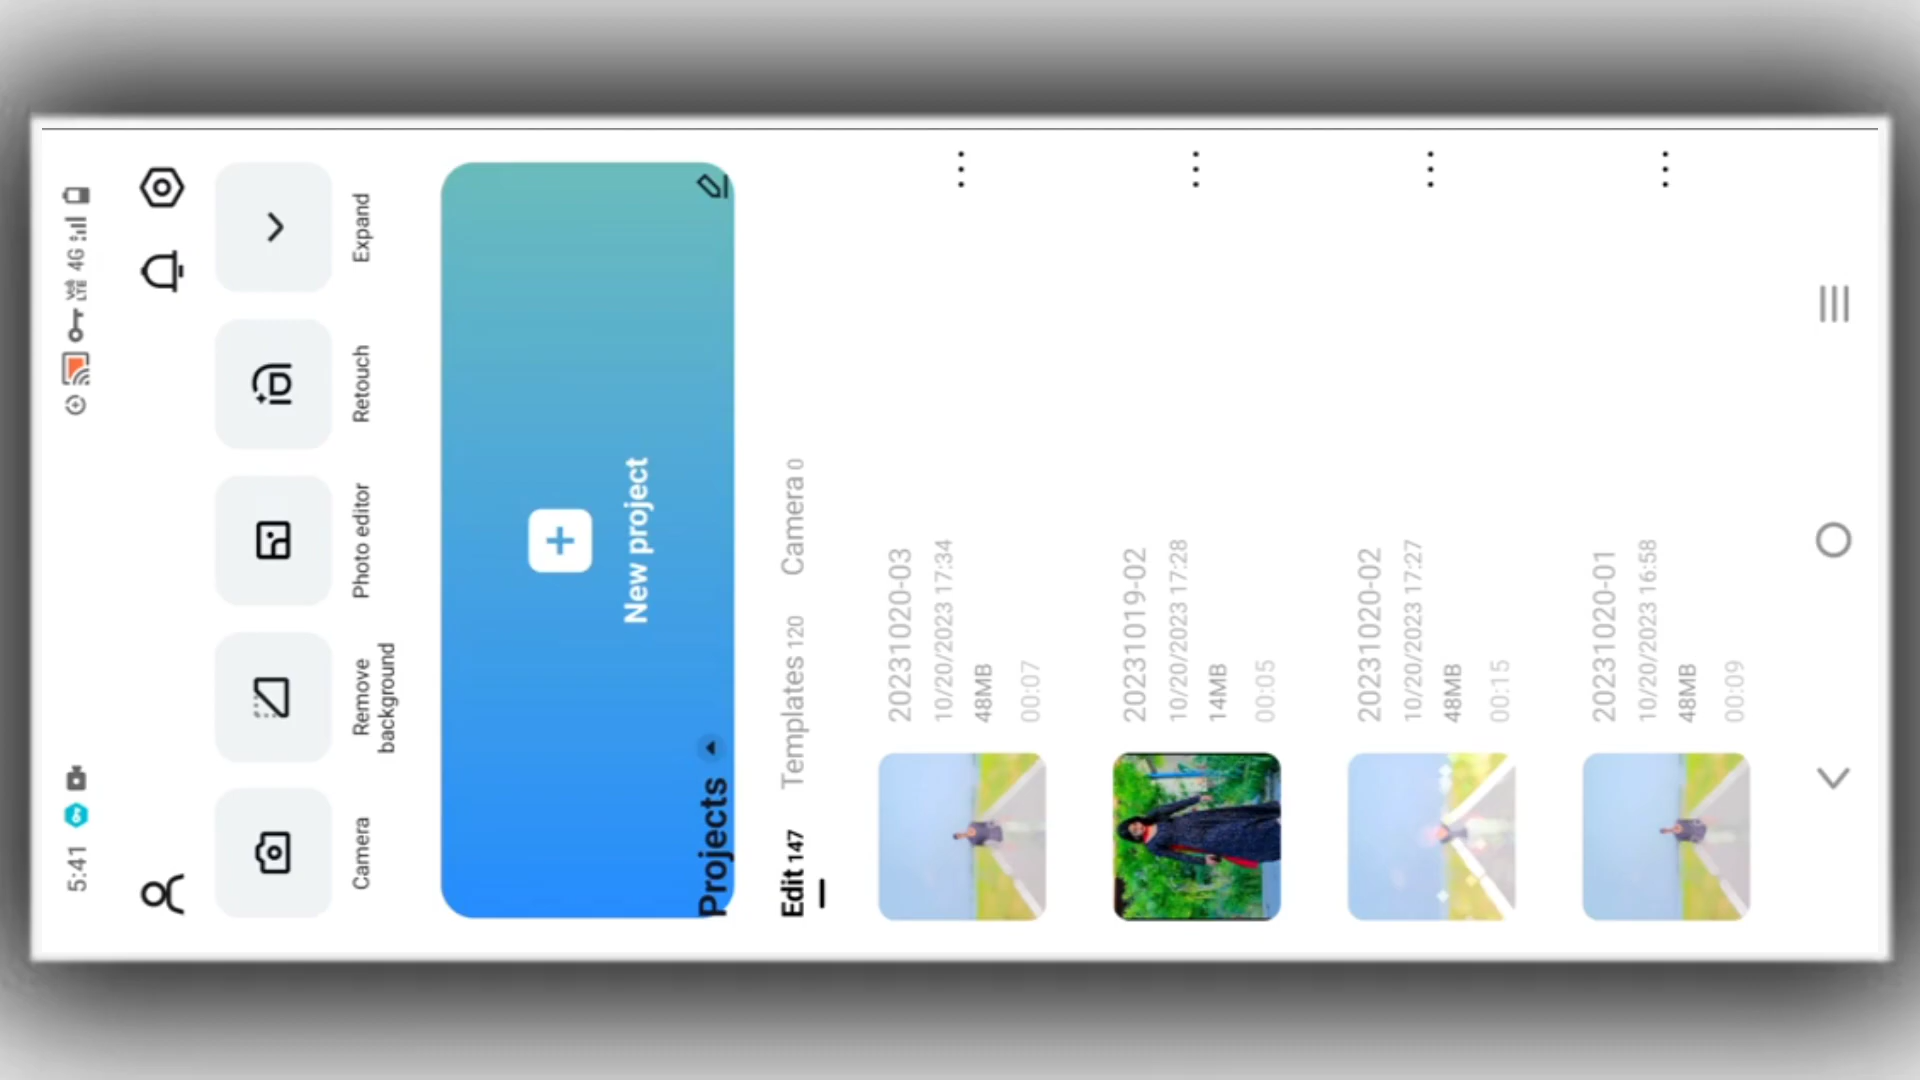 5:41
4G
Camera
Remove background
Photo editor
Retouch
Expand
New project
Projects
Edit 147 Templates 120 Camera 0
20231020-03
10/20/2023 17:34
48MB
00:07
20231019-02
10/20/2023 17:28
14MB
00:05
20231020-02
10/20/2023 17:27
48MB
00:15
20231020-01
10/20/2023 16:58
48MB
00:09